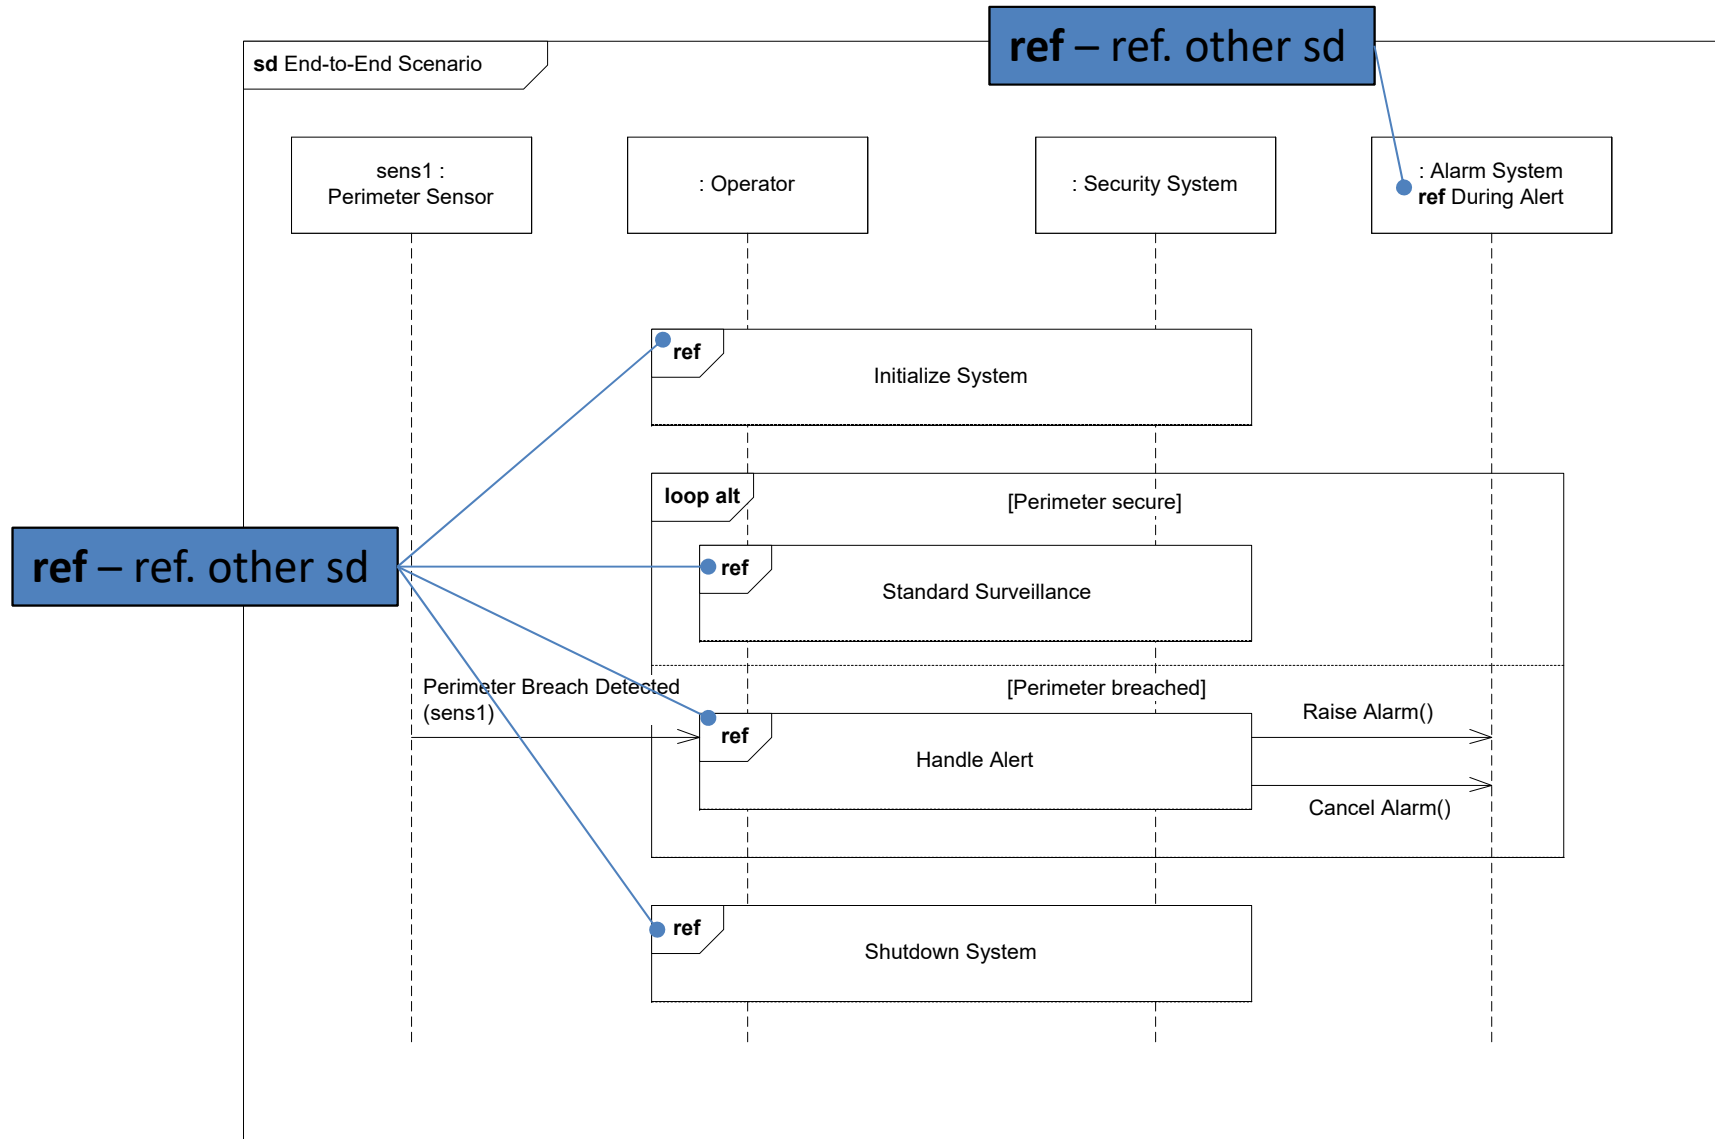 ref – ref. other sd
sd End-to-End Scenario
sens1 :
Perimeter Sensor
: Operator
: Security System
: Alarm System
ref During Alert
ref
Initialize System
loop alt
[Perimeter secure]
ref – ref. other sd
ref
Standard Surveillance
Perimeter Breach Detected
(sens1)
[Perimeter breached]
ref
Handle Alert
Raise Alarm()
Cancel Alarm()
ref
Shutdown System